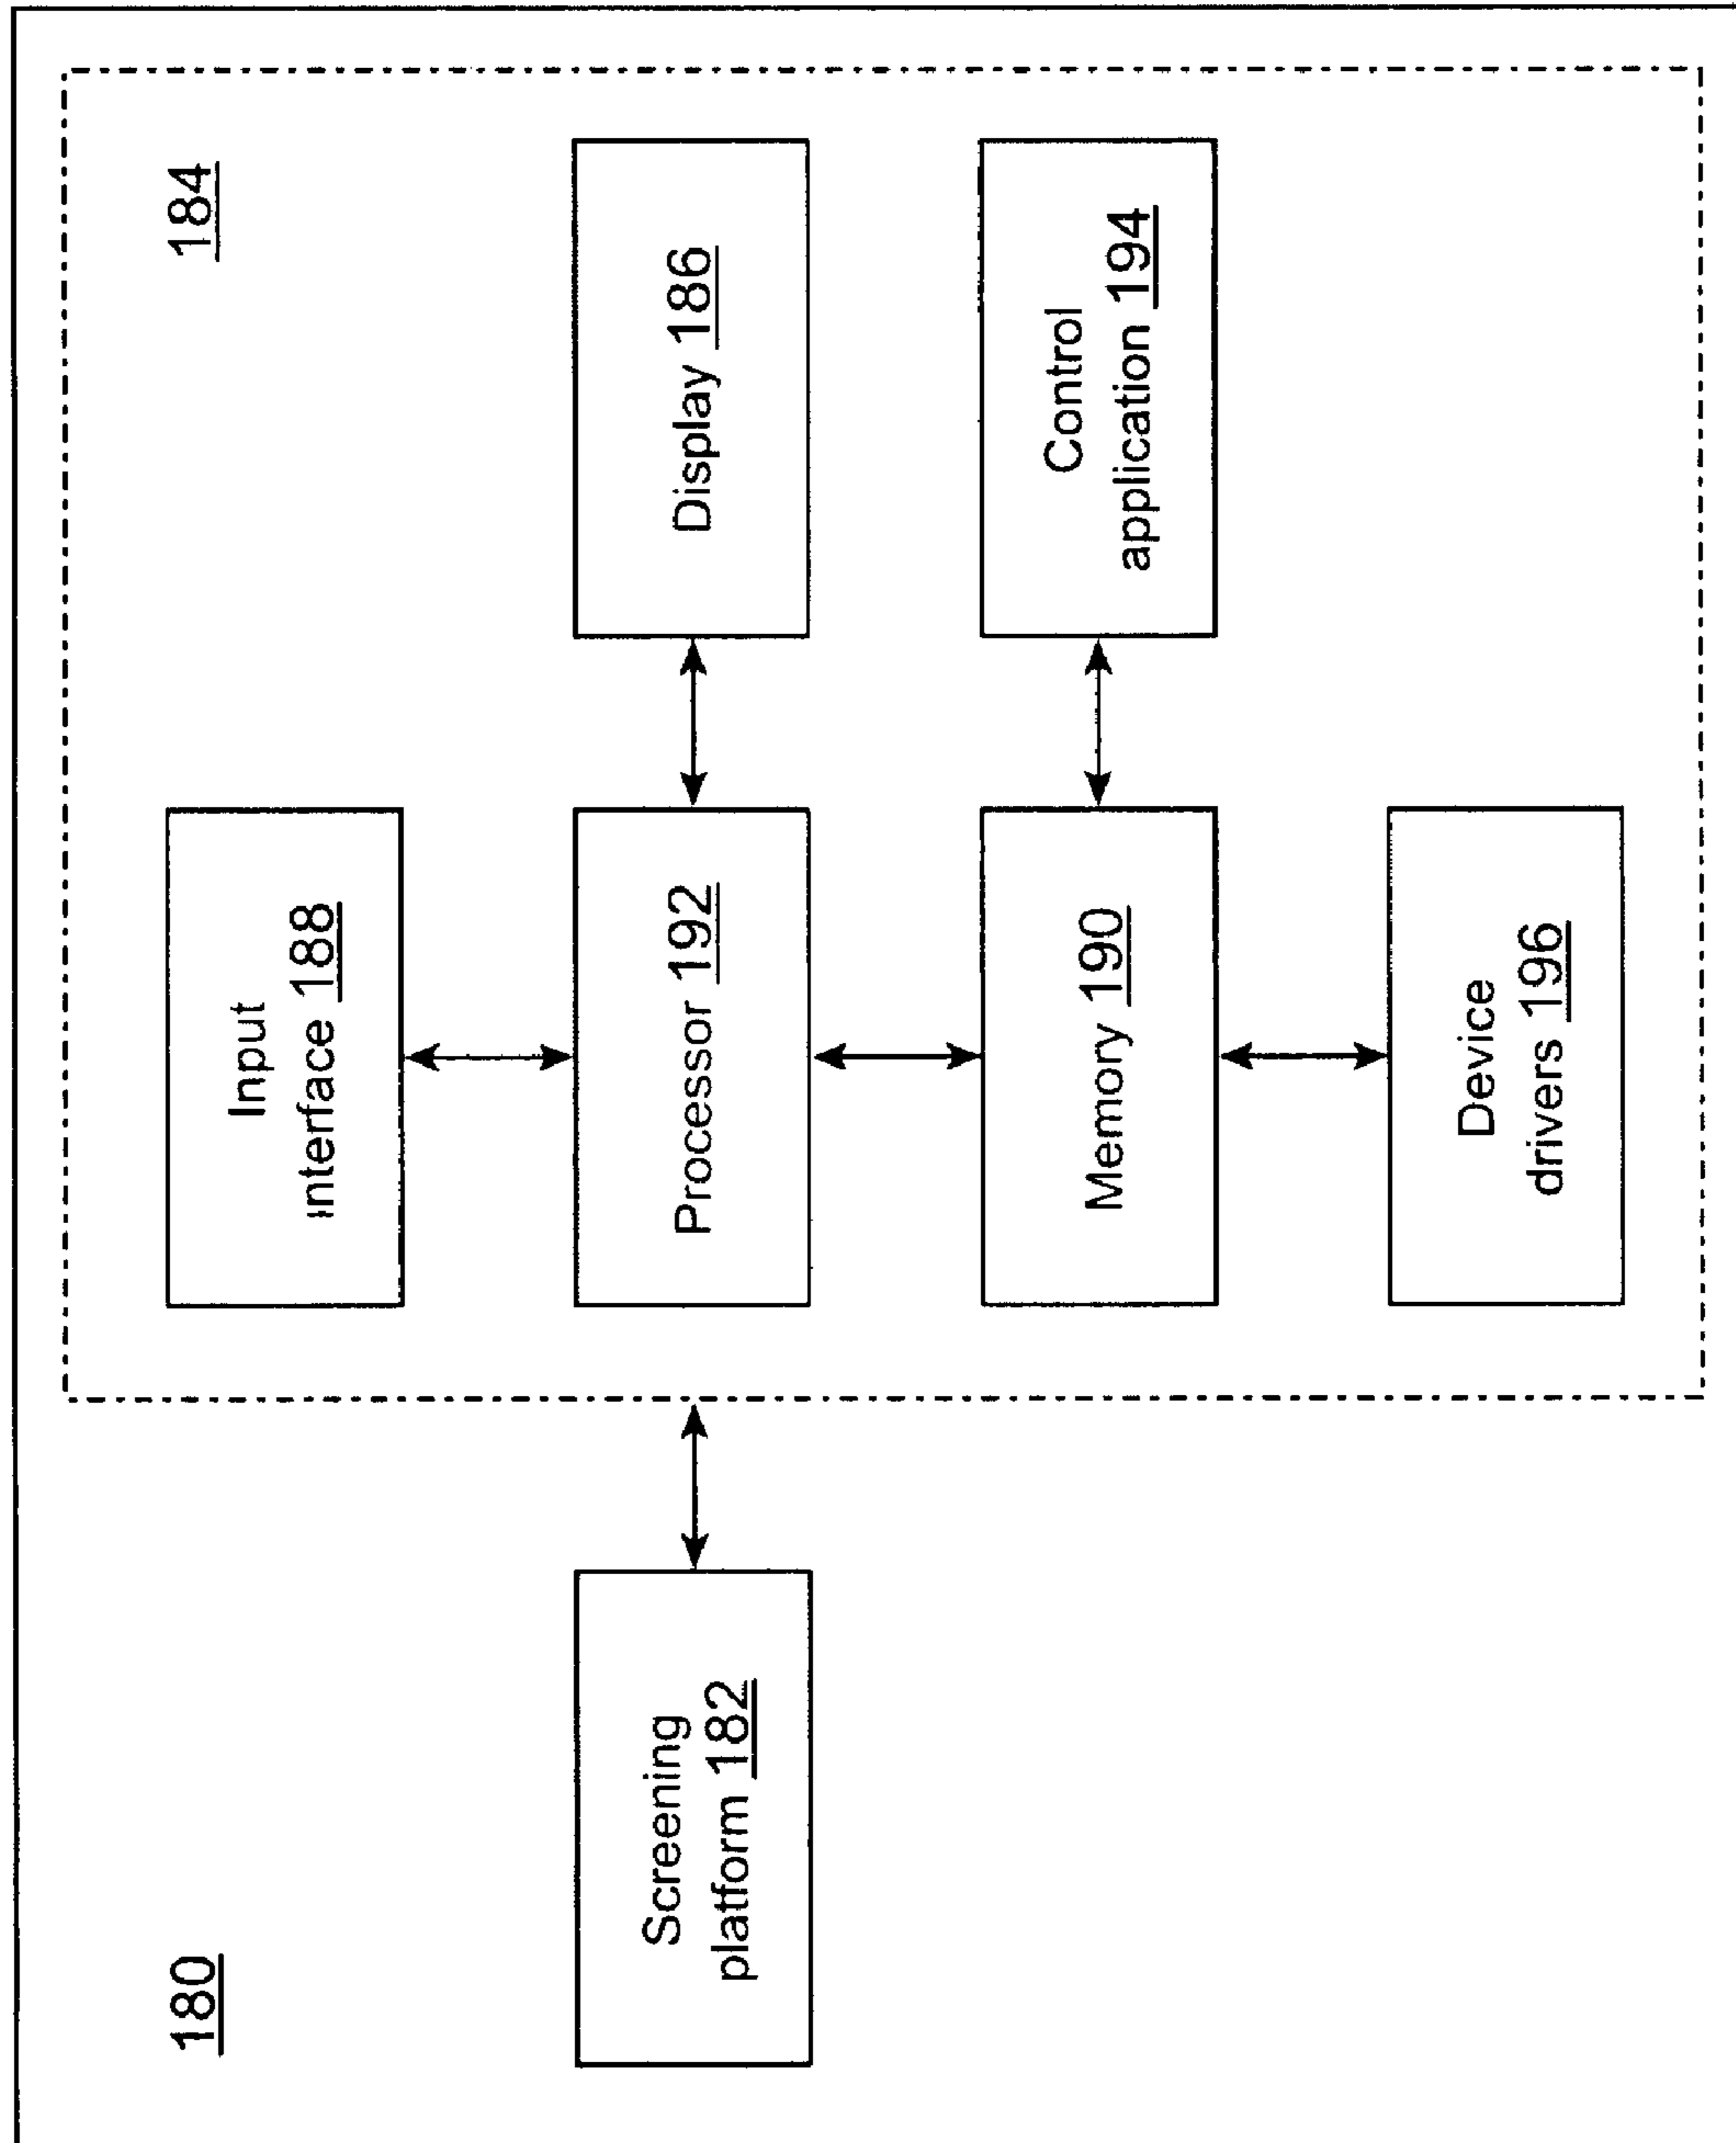 180
184
Input
interface 188
Screening
platform 182
Processor 192
Display 186
Memory 190
Control
application 194
Device
drivers 196